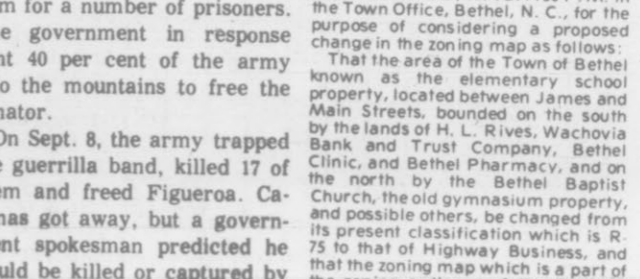 m for a number of prisoners.
e government in response
nt 40 per cent of the army
o the mountains to free the
nator.
On Sept. 8, the army trapped
e guerrilla band, killed 17 of
em and freed Figueroa. Ca-
nas got away, but a govern-
ent spokesman predicted he
uld be killed or captured by
the Town Office, Bethel, N. C., for the
purpose of considering a proposed
change in the zoning map as follows:
That the area of the Town of Bethel
known as the elementary school
property, located between James and
Main Streets, bounded on the south
by the lands of H. L. Rives, Wachovia
Bank and Trust Company, Bethel
Clinic, and Bethel Pharmacy, and on
the north by the Bethel Baptist
Church, the old gymnasium property,
and possible others, be changed from
its present classification which is R-
75 to that of Highway Business, and
that the zoning map which is a part of